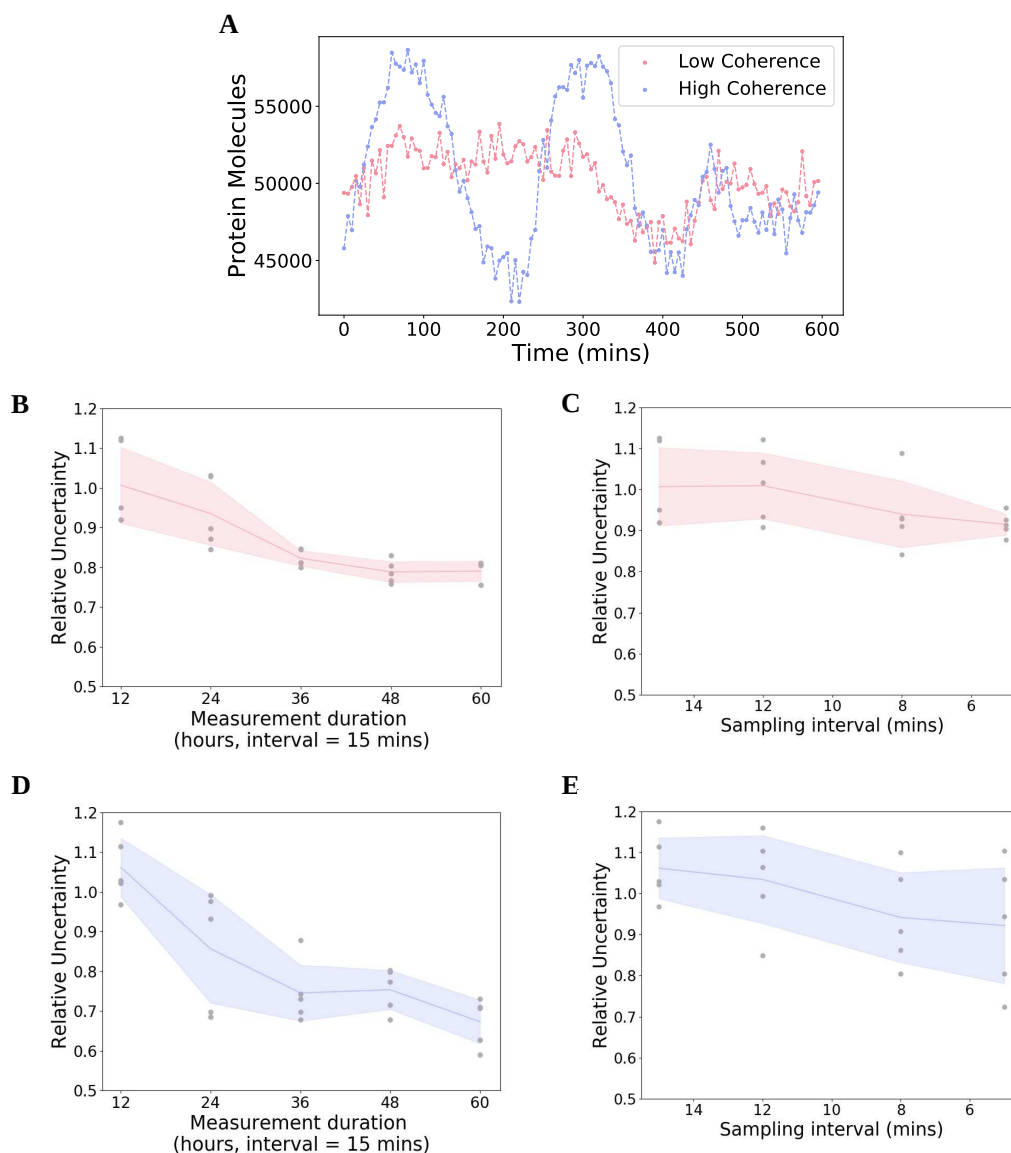 A
Protein Molecules
55000
50000
45000
Low Coherence
High Coherence
0 100 200 300 400 500 600
Time (mins)
B
Relative Uncertainty
1.2
1.1
1.0
0.9
0.8
0.7
0.6
0.5
12 24 36 48 60
Measurement duration
(hours, interval = 15 mins)
C
Relative Uncertainty
1.2
1.1
1.0
0.9
0.8
0.7
0.6
0.5
14 12 10 8 6
Sampling interval (mins)
D
Relative Uncertainty
1.2
1.1
1.0
0.9
0.8
0.7
0.6
0.5
12 24 36 48 60
Measurement duration
(hours, interval = 15 mins)
E
Relative Uncertainty
1.2
1.1
1.0
0.9
0.8
0.7
0.6
0.5
14 12 10 8 6
Sampling interval (mins)